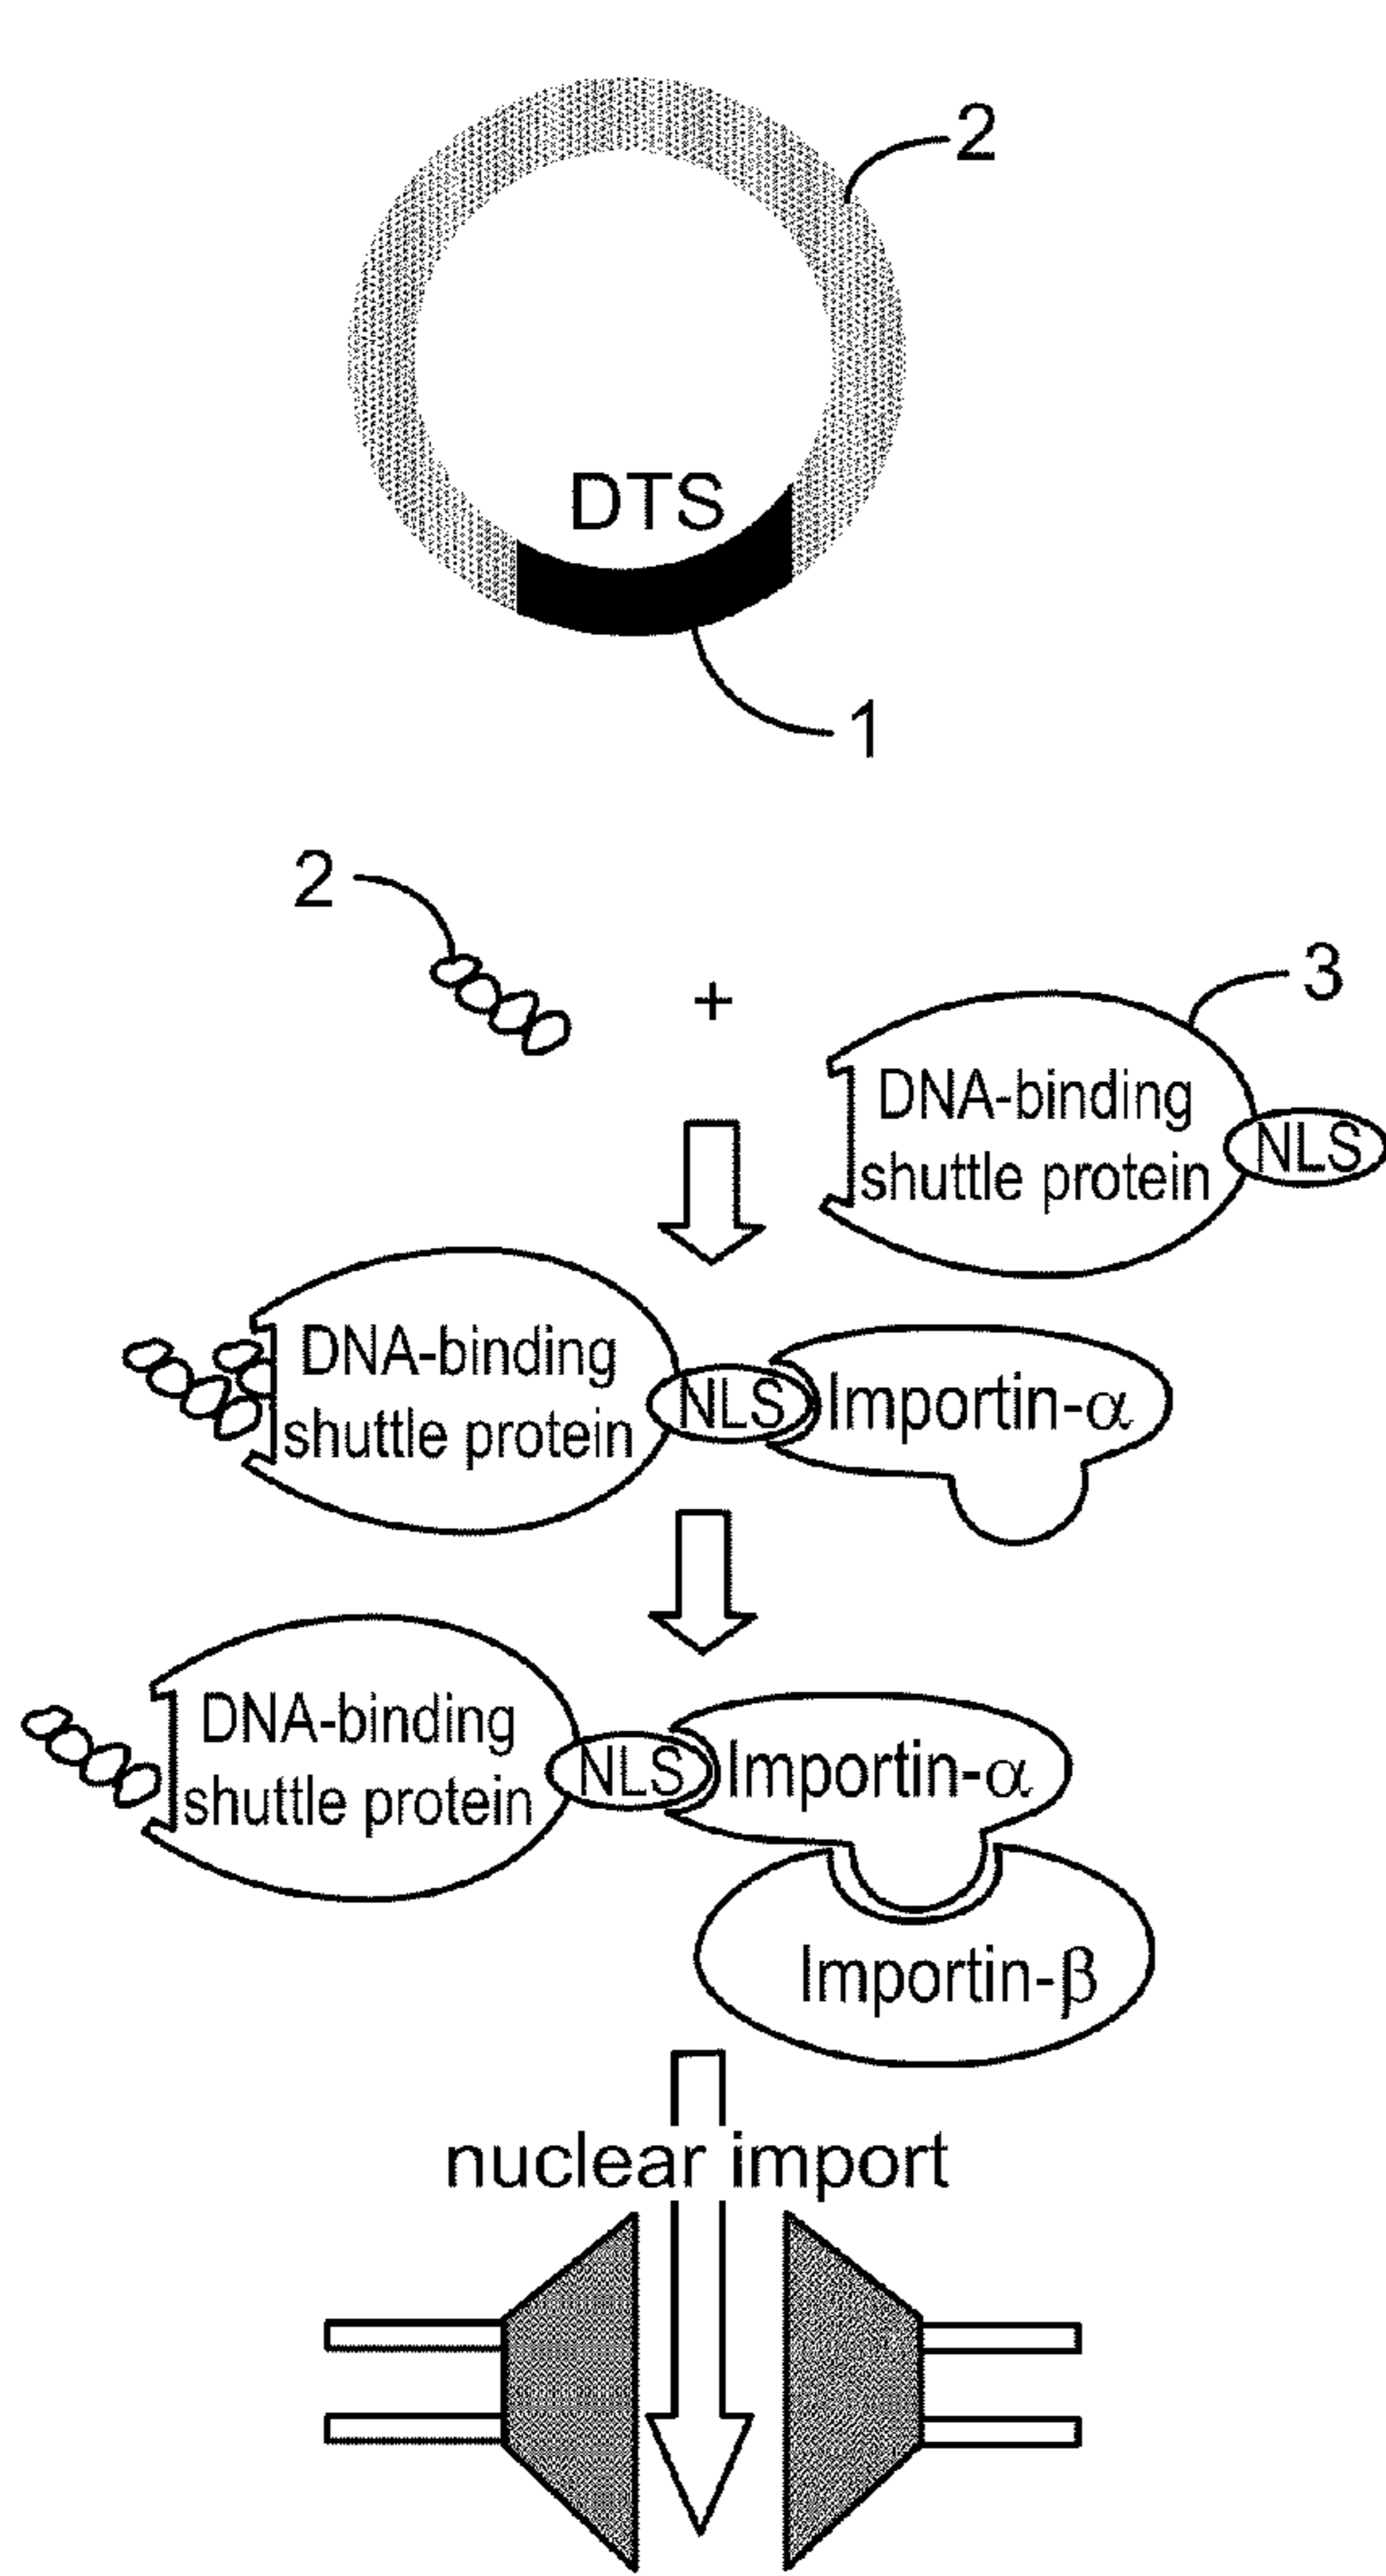 2
DTS
1
2
+
3
DNA-binding
shuttle protein
NLS
DNA-binding
shuttle protein
NLS
Importin-α
DNA-binding
shuttle protein
NLS
Importin-α
Importin-β
nuclear import